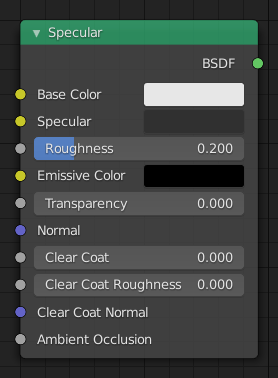 Specular
BSDF
Base Color
Specular
Roughness 0.200
Emissive Color
Transparency 0.000
Normal
Clear Coat 0.000
Clear Coat Roughness 0.000
Clear Coat Normal
Ambient Occlusion